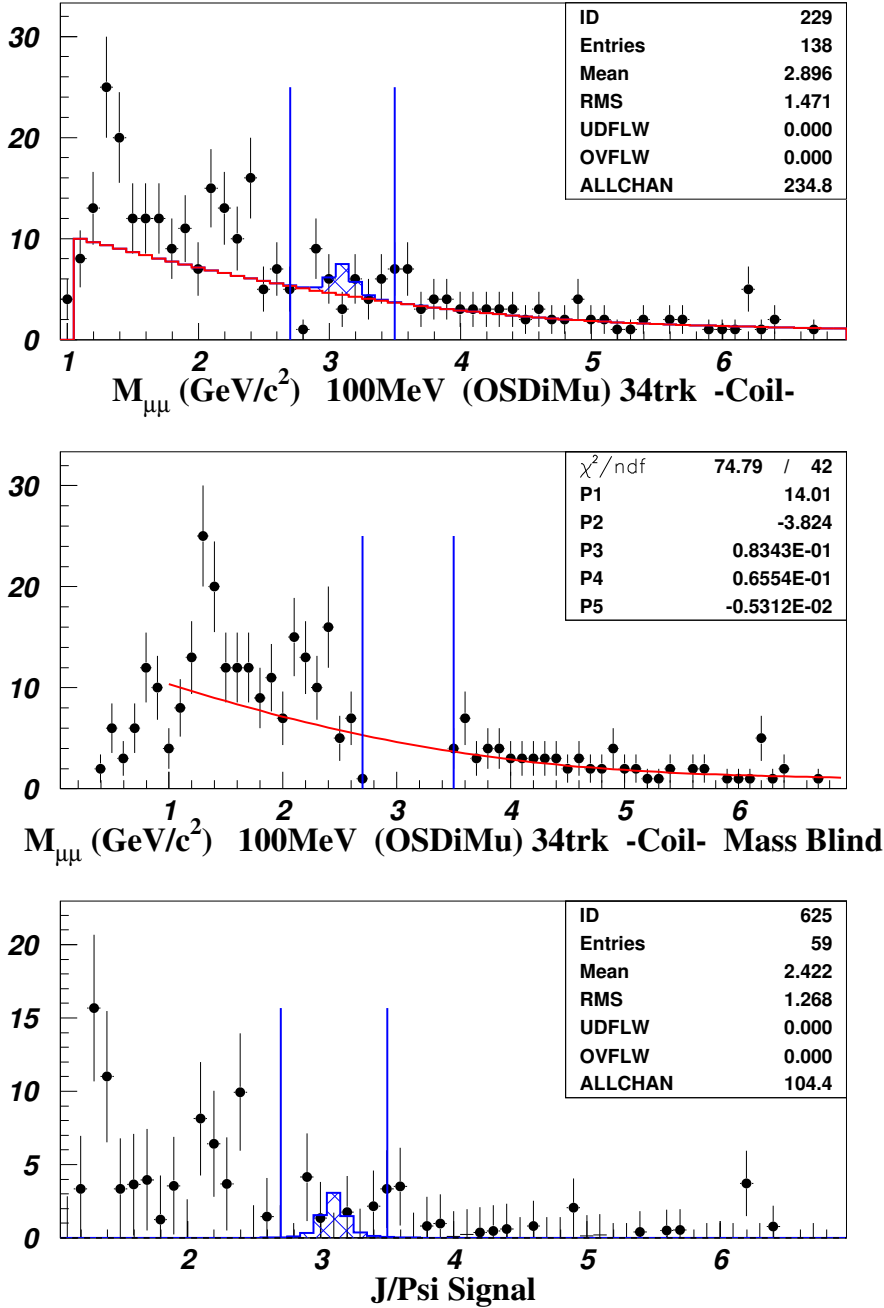 ID 229
Entries 138
Mean 2.896
RMS 1.471
UDFLW 0.000
OVFLW 0.000
ALLCHAN 234.8
30
20
10
0
1 2 3 4 5 6
M_μμ (GeV/c²) 100MeV (OSDiMu) 34trk -Coil-
χ²/ndf 74.79 / 42
P1 14.01
P2 -3.824
P3 0.8343E-01
P4 0.6554E-01
P5 -0.5312E-02
30
20
10
0
1 2 3 4 5 6
M_μμ (GeV/c²) 100MeV (OSDiMu) 34trk -Coil- Mass Blind
ID 625
Entries 59
Mean 2.422
RMS 1.268
UDFLW 0.000
OVFLW 0.000
ALLCHAN 104.4
20
15
10
5
0
2 3 4 5 6
J/Psi Signal